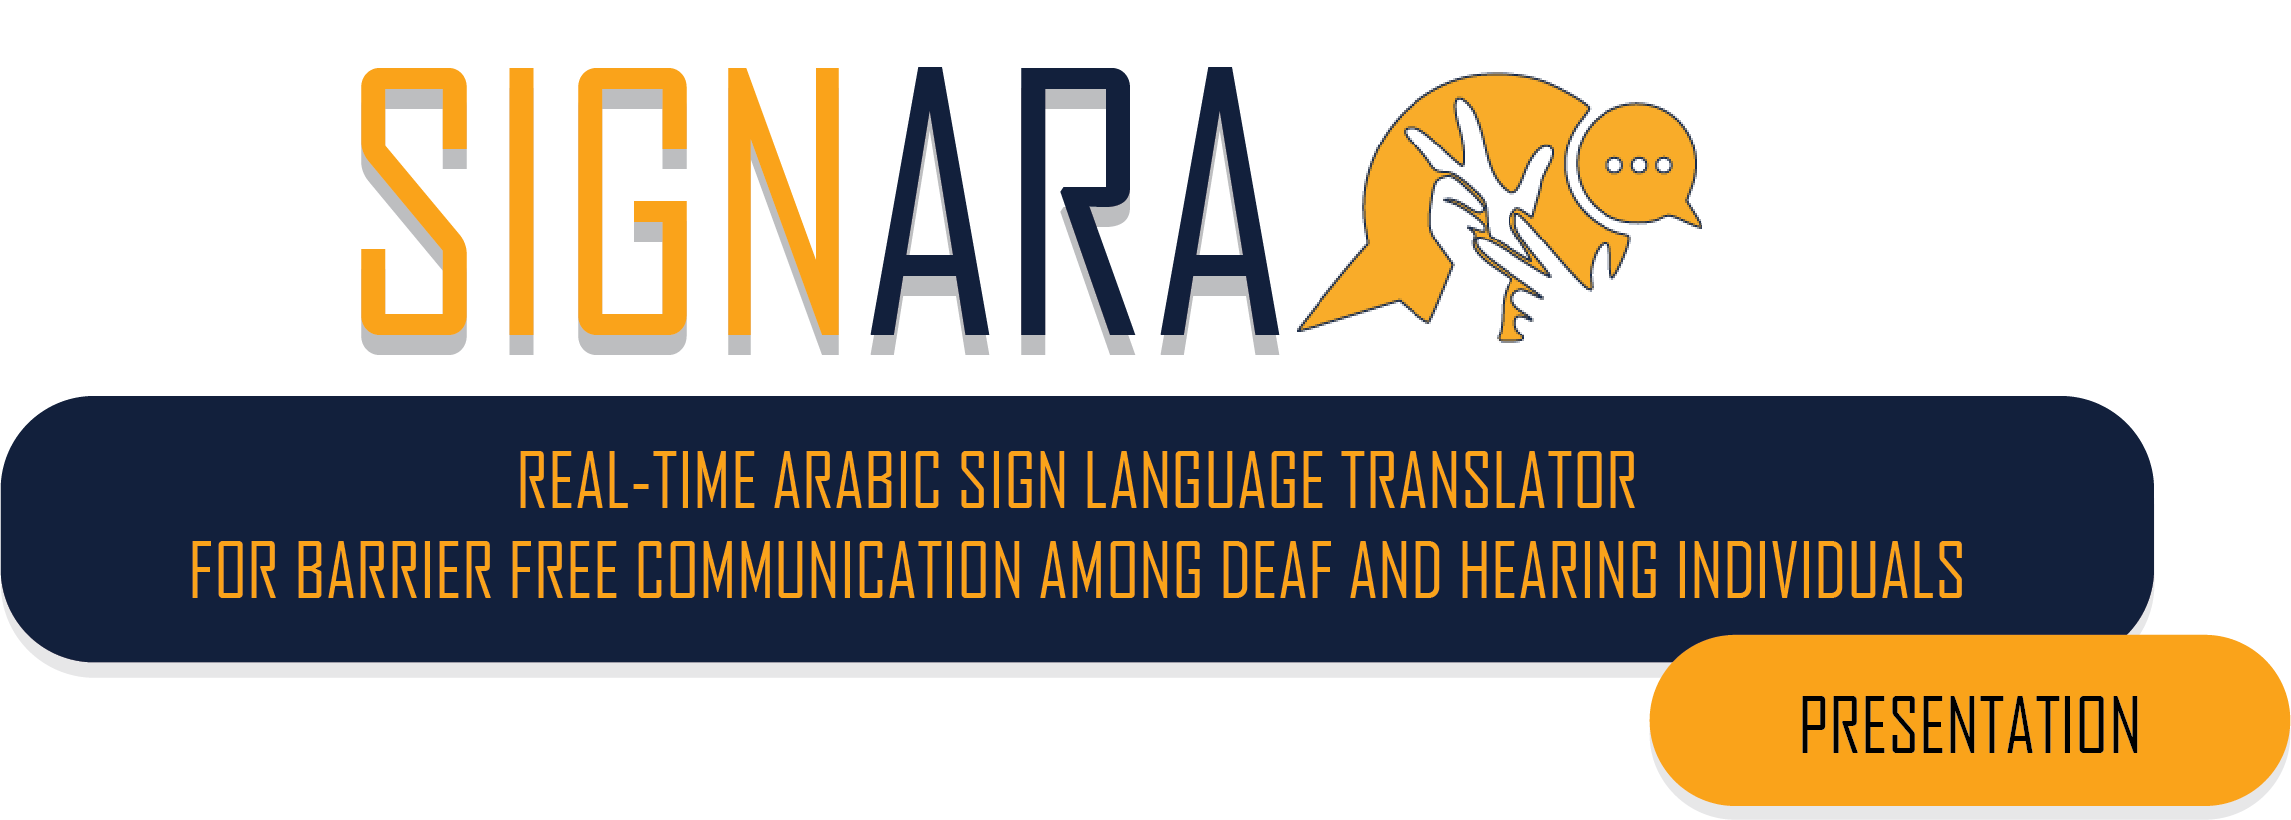 SIGNARA
REAL-TIME ARABIC SIGN LANGUAGE TRANSLATOR
FOR BARRIER FREE COMMUNICATION AMONG DEAF AND HEARING INDIVIDUALS
PRESENTATION